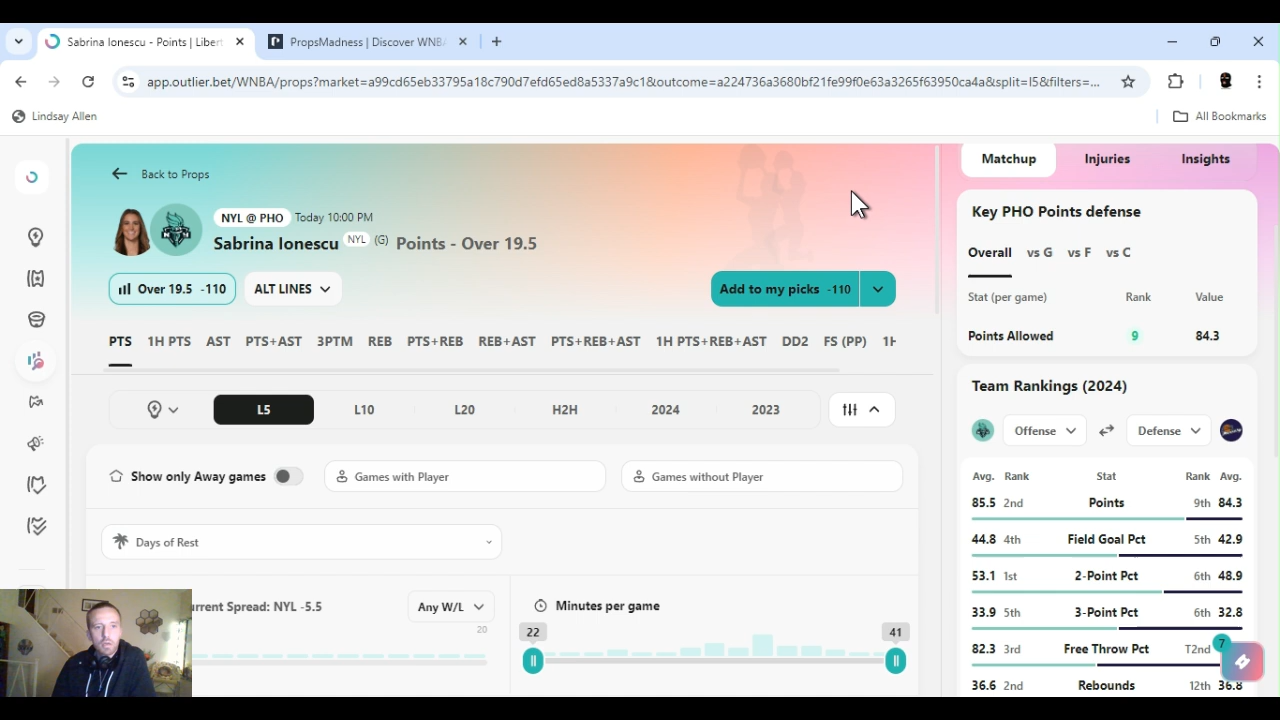 Sabrina Ionescu - Points | Libert
PropsMadness | Discover WNBA
app.outlier.bet/WNBA/props?market=a99cd65eb33795a18c790d7efd65ed8a5337a9c1&outcome=a224736a3680bf21fe99f0e63a3265f63950ca4a&split=l5&filters=...
Lindsay Allen
All Bookmarks
Back to Props
NYL @ PHO Today 10:00 PM
Sabrina Ionescu NYL (G) Points - Over 19.5
Over 19.5 -110
ALT LINES
Add to my picks -110
PTS 1H PTS AST PTS+AST 3PTM REB PTS+REB REB+AST PTS+REB+AST 1H PTS+REB+AST DD2 FS (PP) 1H
L5 L10 L20 H2H 2024 2023
Show only Away games
Games with Player
Games without Player
Days of Rest
urrent Spread: NYL -5.5
Any W/L
20
Minutes per game
22
41
Matchup Injuries Insights
Key PHO Points defense
Overall vs G vs F vs C
Stat (per game) Rank Value
Points Allowed 9 84.3
Team Rankings (2024)
Offense
Defense
Avg. Rank Stat Rank Avg.
85.5 2nd Points 9th 84.3
44.8 4th Field Goal Pct 5th 42.9
53.1 1st 2-Point Pct 6th 48.9
33.9 5th 3-Point Pct 6th 32.8
82.3 3rd Free Throw Pct T2nd
7
36.6 2nd Rebounds 12th 36.8